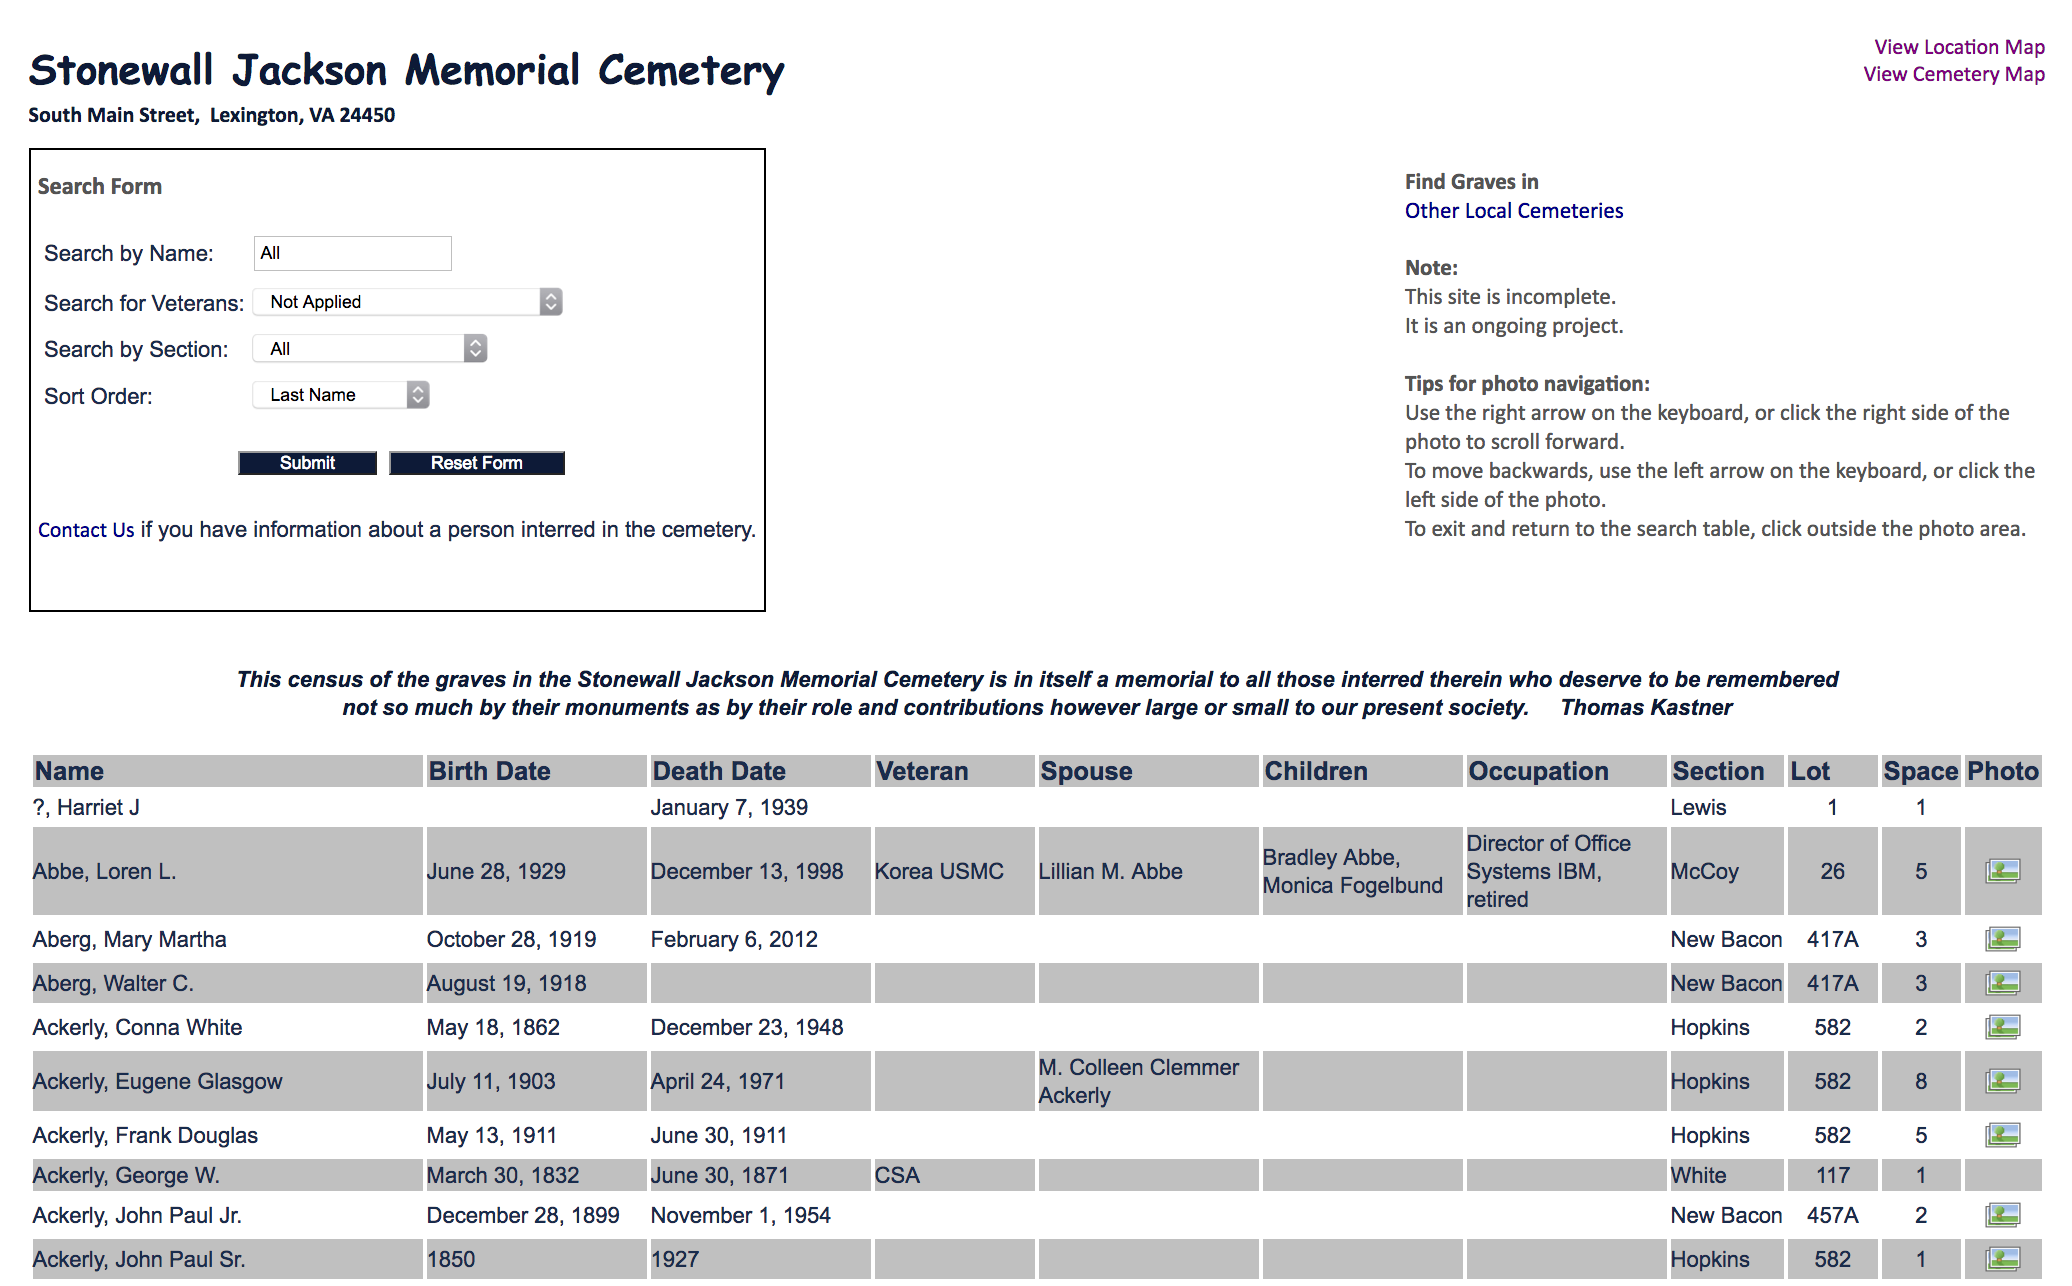 View Location Map
View Cemetery Map
Stonewall Jackson Memorial Cemetery
South Main Street, Lexington, VA 24450
Search Form
Search by Name: All
Search for Veterans: Not Applied
Search by Section: All
Sort Order: Last Name
Submit Reset Form
Contact Us if you have information about a person interred in the cemetery.
Find Graves in
Other Local Cemeteries
Note:
This site is incomplete.
It is an ongoing project.
Tips for photo navigation:
Use the right arrow on the keyboard, or click the right side of the
photo to scroll forward.
To move backwards, use the left arrow on the keyboard, or click the
left side of the photo.
To exit and return to the search table, click outside the photo area.
This census of the graves in the Stonewall Jackson Memorial Cemetery is in itself a memorial to all those interred therein who deserve to be remembered
not so much by their monuments as by their role and contributions however large or small to our present society. Thomas Kastner
Name Birth Date Death Date Veteran Spouse Children Occupation Section Lot Space Photo
?, Harriet J January 7, 1939 Lewis 1 1
Abbe, Loren L. June 28, 1929 December 13, 1998 Korea USMC Lillian M. Abbe Bradley Abbe, Monica Fogelbund Director of Office Systems IBM, retired McCoy 26 5
Aberg, Mary Martha October 28, 1919 February 6, 2012 New Bacon 417A 3
Aberg, Walter C. August 19, 1918 New Bacon 417A 3
Ackerly, Conna White May 18, 1862 December 23, 1948 Hopkins 582 2
Ackerly, Eugene Glasgow July 11, 1903 April 24, 1971 M. Colleen Clemmer Ackerly Hopkins 582 8
Ackerly, Frank Douglas May 13, 1911 June 30, 1911 Hopkins 582 5
Ackerly, George W. March 30, 1832 June 30, 1871 CSA White 117 1
Ackerly, John Paul Jr. December 28, 1899 November 1, 1954 New Bacon 457A 2
Ackerly, John Paul Sr. 1850 1927 Hopkins 582 1